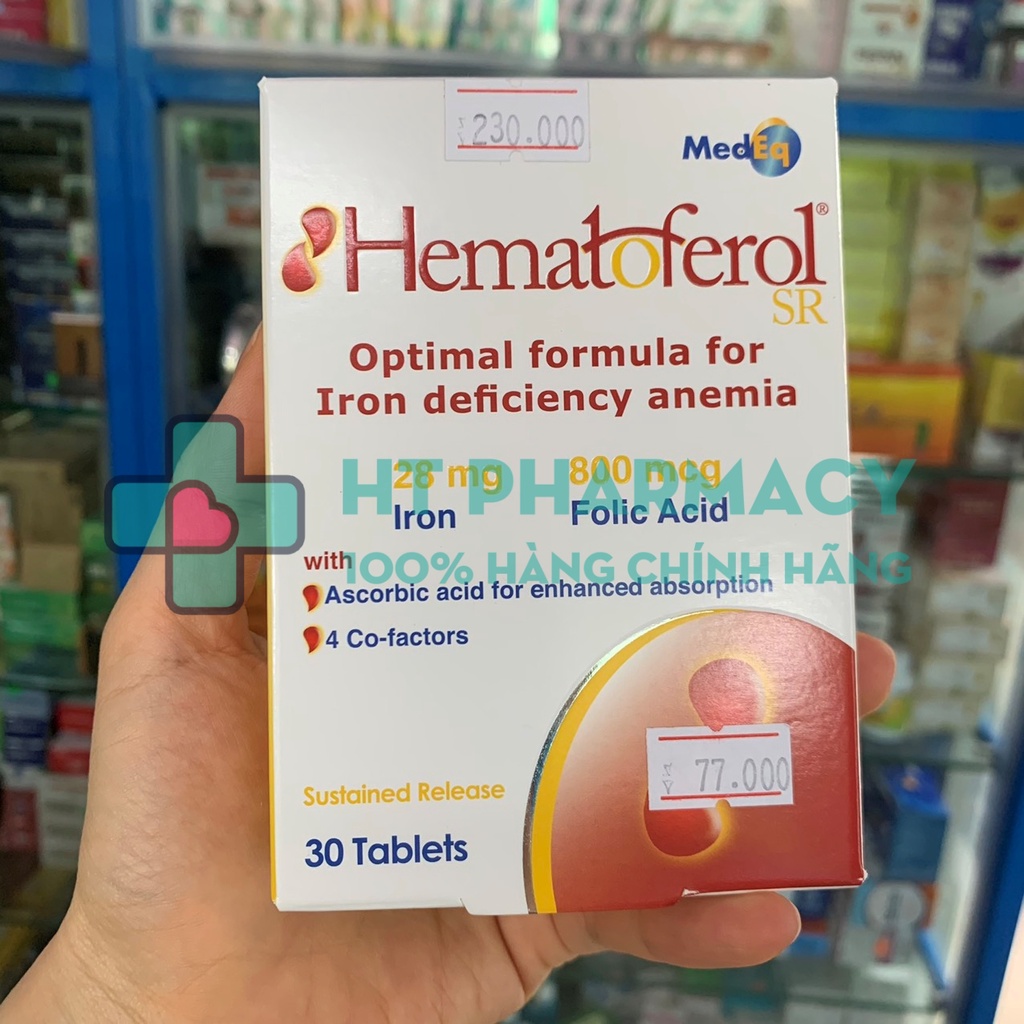 230.000
MedEq
Hematoferol®
SR
Optimal formula for
Iron deficiency anemia
28 mg 800 mcg
HT PHARMACY
Iron Folic Acid
with
100% HÀNG CHÍNH HÃNG
Ascorbic acid for enhanced absorption
4 Co-factors
77.000
Sustained Release
30 Tablets